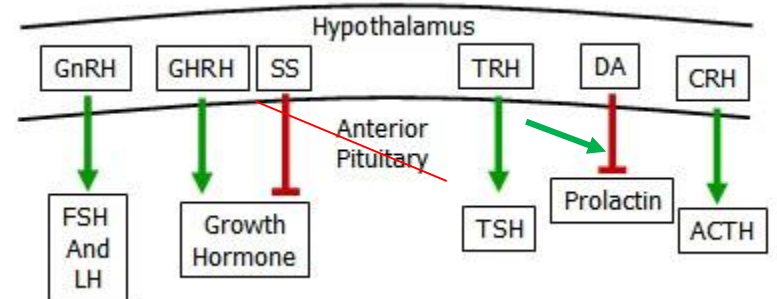 Hypothalamus
GnRH
GHRH
SS
TRH
DA
CRH
Anterior
Pituitary
FSH
And
LH
Growth
Hormone
TSH
Prolactin
ACTH